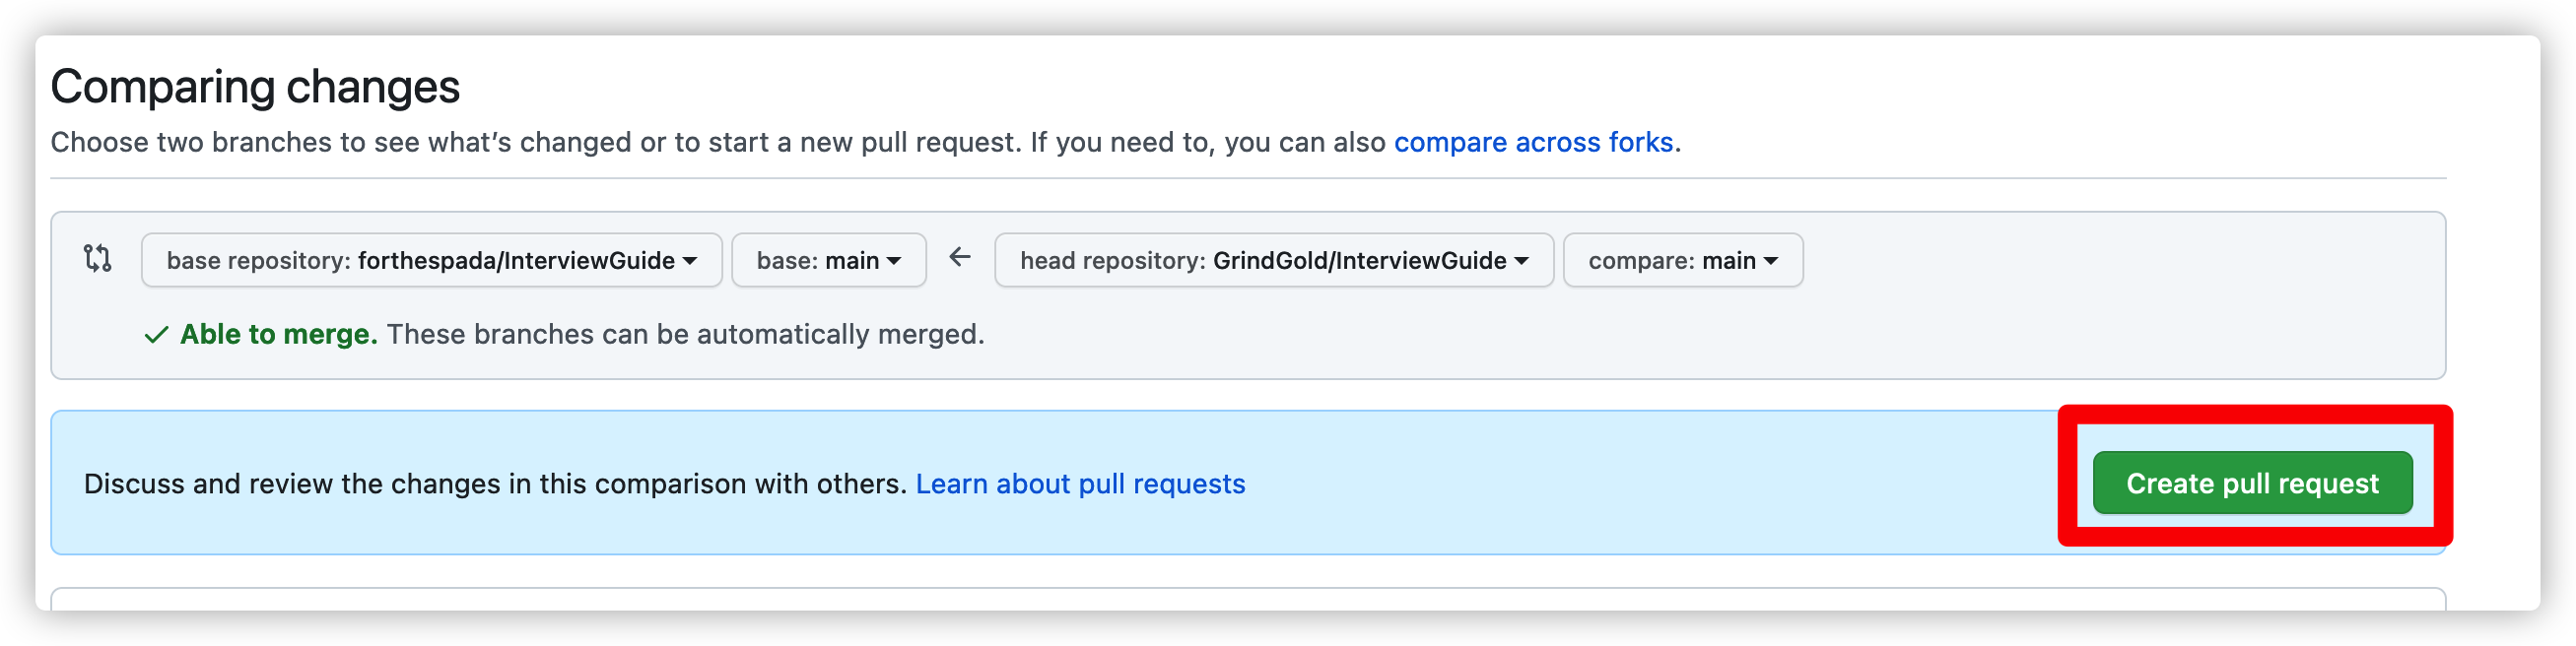 Comparing changes
Choose two branches to see what’s changed or to start a new pull request. If you need to, you can also compare across forks.
base repository: forthespada/InterviewGuide base: main head repository: GrindGold/InterviewGuide compare: main
Able to merge. These branches can be automatically merged.
Discuss and review the changes in this comparison with others. Learn about pull requests Create pull request